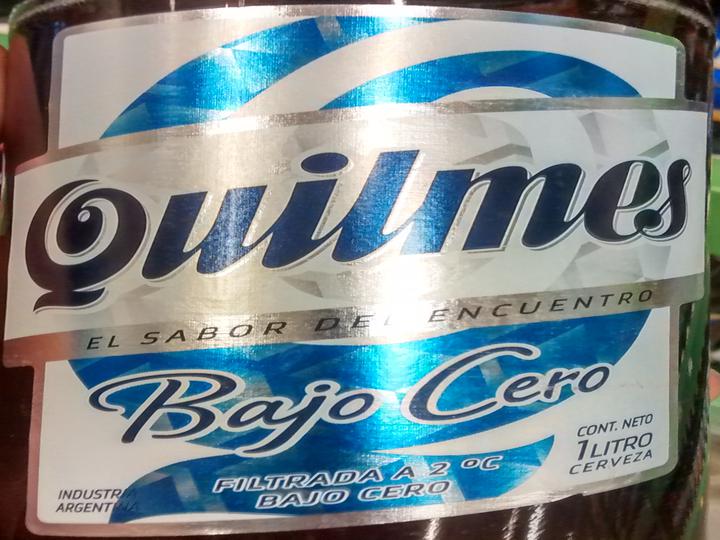 Quilmes
EL SABOR DEL ENCUENTRO
Bajo Cero
FILTRADA A 2 ºC
BAJO CERO
CONT. NETO
1 LITRO
CERVEZA
INDUSTRIA
ARGENTINA